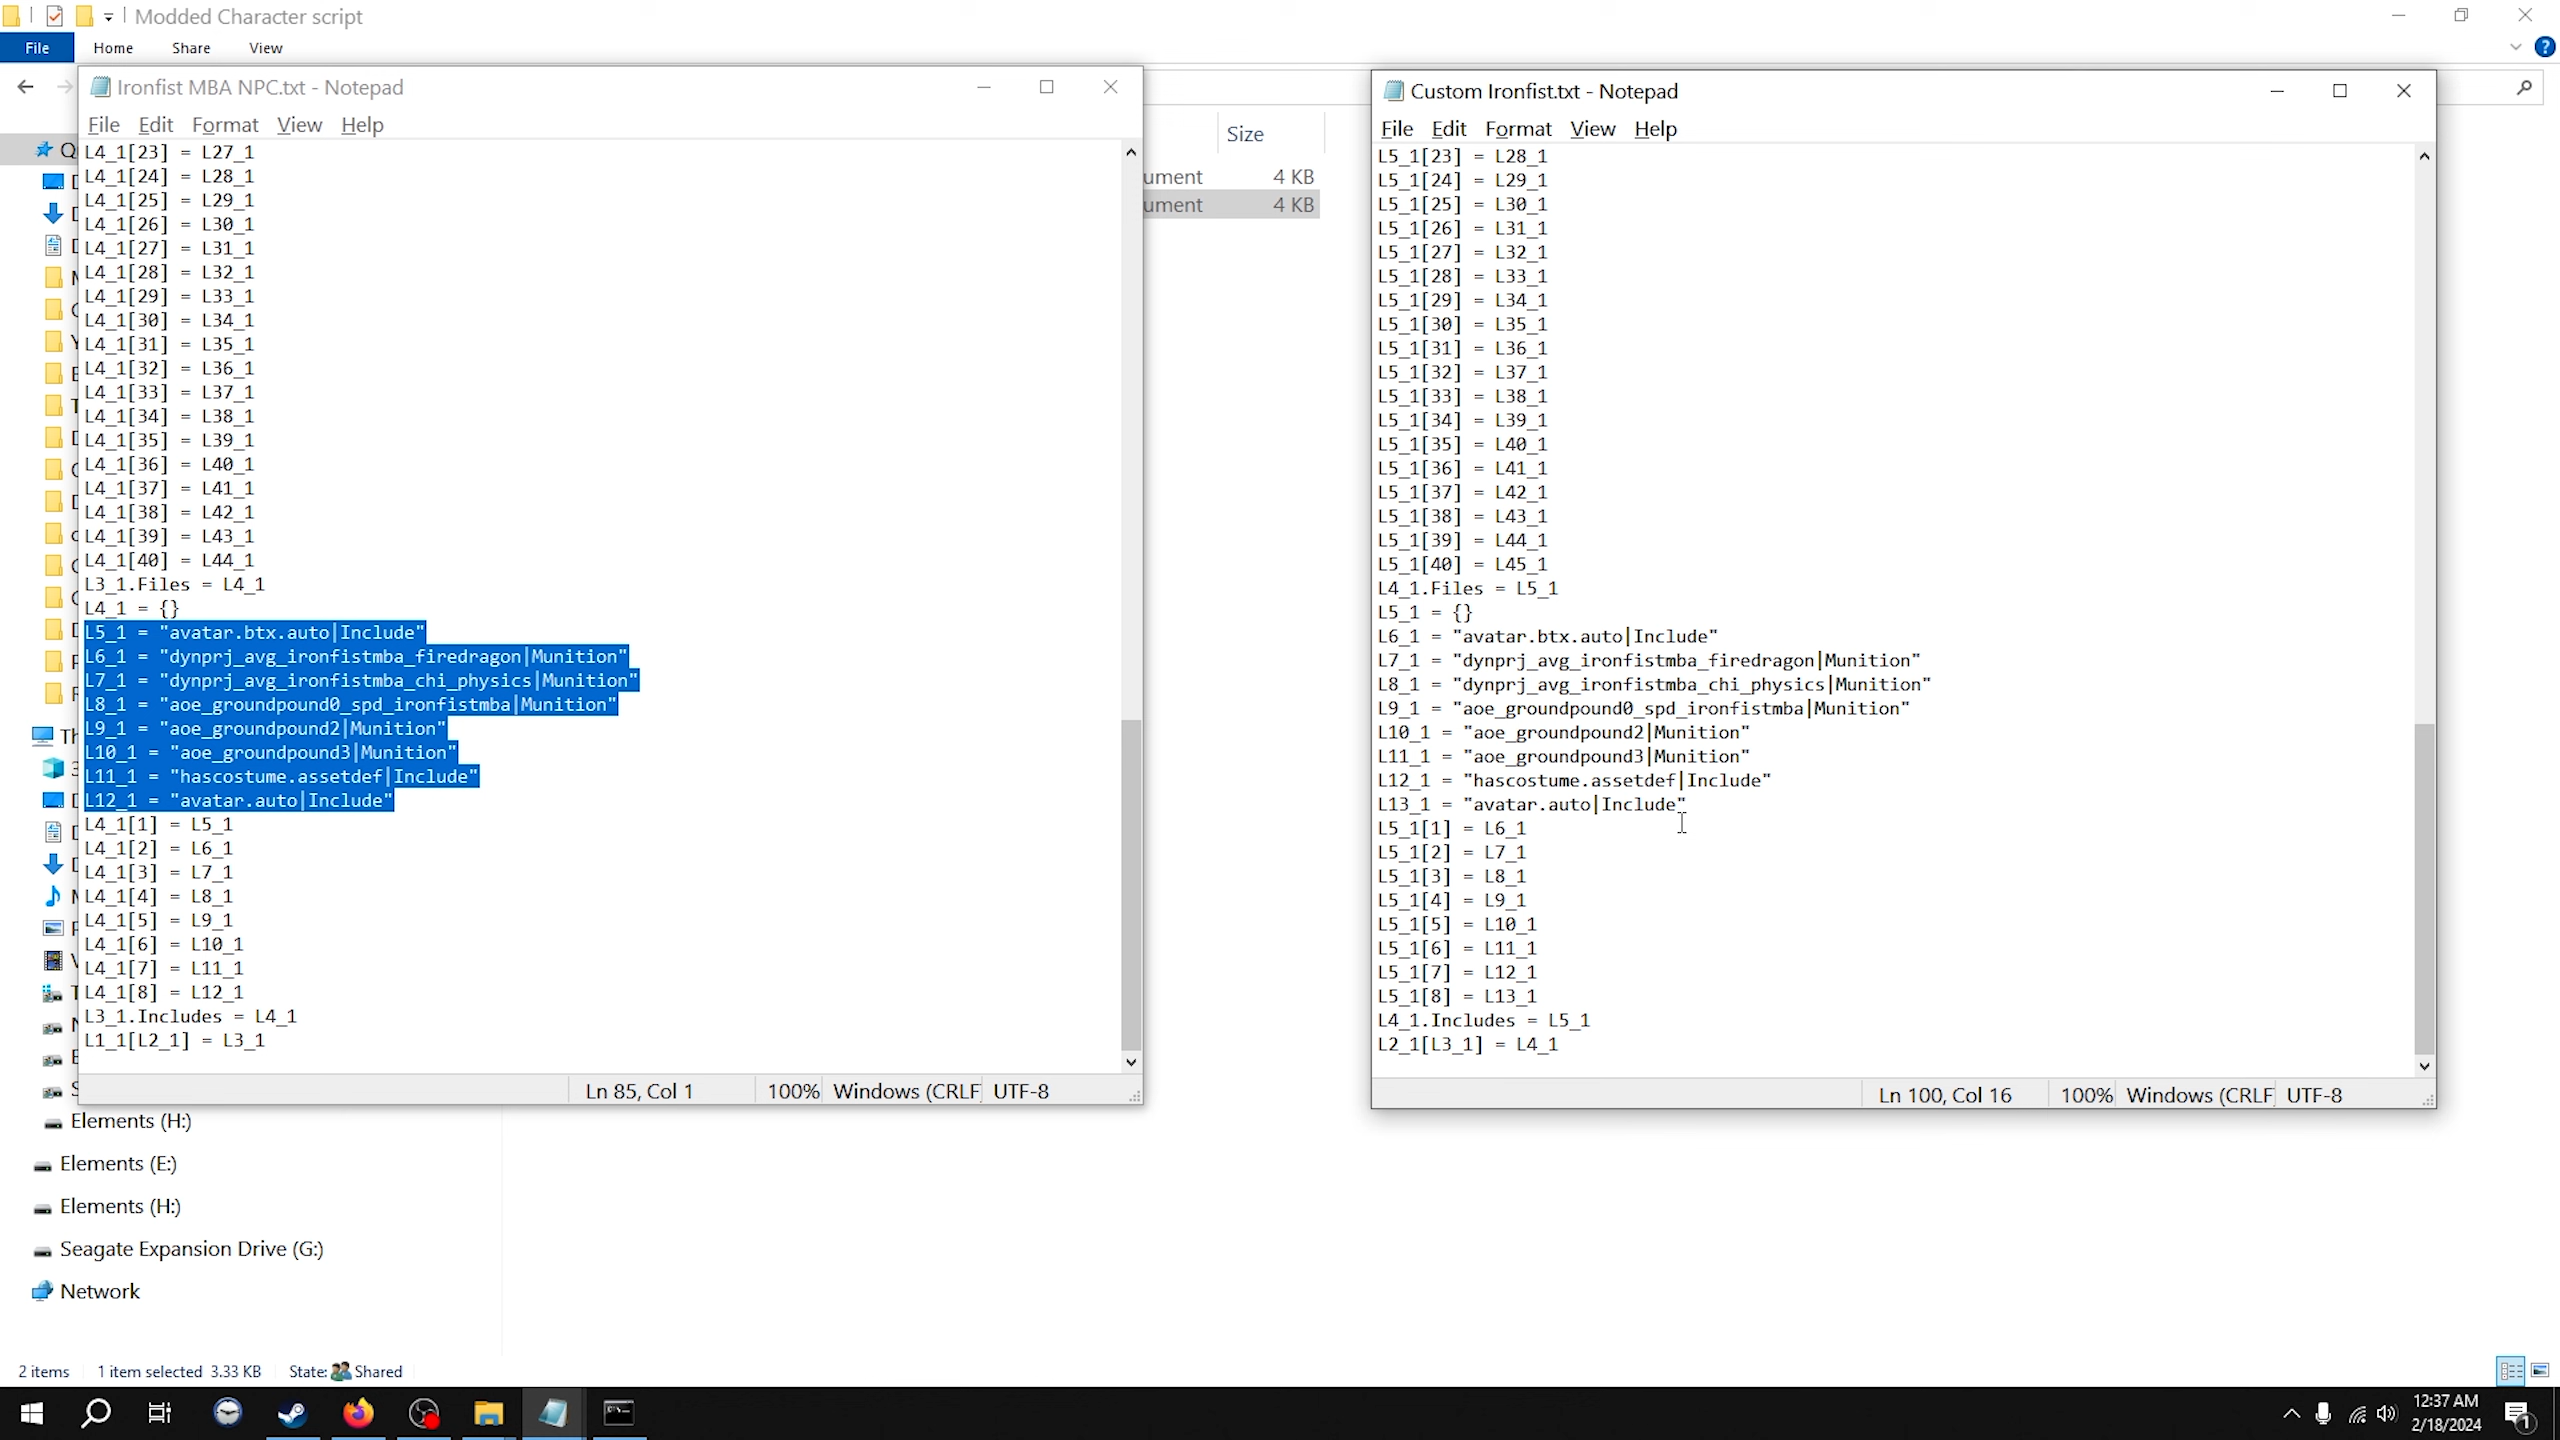 Modded Character script
File Home Share View
Ironfist MBA NPC.txt - Notepad
File Edit Format View Help
L4_1[23] = L27_1
L4_1[24] = L28_1
L4_1[25] = L29_1
L4_1[26] = L30_1
L4_1[27] = L31_1
L4_1[28] = L32_1
L4_1[29] = L33_1
L4_1[30] = L34_1
L4_1[31] = L35_1
L4_1[32] = L36_1
L4_1[33] = L37_1
L4_1[34] = L38_1
L4_1[35] = L39_1
L4_1[36] = L40_1
L4_1[37] = L41_1
L4_1[38] = L42_1
L4_1[39] = L43_1
L4_1[40] = L44_1
L3_1.Files = L4_1
L4_1 = {}
L5_1 = "avatar.btx.auto|Include"
L6_1 = "dynprj_avg_ironfistmba_firedragon|Munition"
L7_1 = "dynprj_avg_ironfistmba_chi_physics|Munition"
L8_1 = "aoe_groundpound0_spd_ironfistmba|Munition"
L9_1 = "aoe_groundpound2|Munition"
L10_1 = "aoe_groundpound3|Munition"
L11_1 = "hascostume.assetdef|Include"
L12_1 = "avatar.auto|Include"
L4_1[1] = L5_1
L4_1[2] = L6_1
L4_1[3] = L7_1
L4_1[4] = L8_1
L4_1[5] = L9_1
L4_1[6] = L10_1
L4_1[7] = L11_1
L4_1[8] = L12_1
L3_1.Includes = L4_1
L1_1[L2_1] = L3_1
Ln 85, Col 1 100% Windows (CRLF UTF-8
Size
ument 4 KB
ument 4 KB
Custom Ironfist.txt - Notepad
File Edit Format View Help
L5_1[23] = L28_1
L5_1[24] = L29_1
L5_1[25] = L30_1
L5_1[26] = L31_1
L5_1[27] = L32_1
L5_1[28] = L33_1
L5_1[29] = L34_1
L5_1[30] = L35_1
L5_1[31] = L36_1
L5_1[32] = L37_1
L5_1[33] = L38_1
L5_1[34] = L39_1
L5_1[35] = L40_1
L5_1[36] = L41_1
L5_1[37] = L42_1
L5_1[38] = L43_1
L5_1[39] = L44_1
L5_1[40] = L45_1
L4_1.Files = L5_1
L5_1 = {}
L6_1 = "avatar.btx.auto|Include"
L7_1 = "dynprj_avg_ironfistmba_firedragon|Munition"
L8_1 = "dynprj_avg_ironfistmba_chi_physics|Munition"
L9_1 = "aoe_groundpound0_spd_ironfistmba|Munition"
L10_1 = "aoe_groundpound2|Munition"
L11_1 = "aoe_groundpound3|Munition"
L12_1 = "hascostume.assetdef|Include"
L13_1 = "avatar.auto|Include"
L5_1[1] = L6_1
L5_1[2] = L7_1
L5_1[3] = L8_1
L5_1[4] = L9_1
L5_1[5] = L10_1
L5_1[6] = L11_1
L5_1[7] = L12_1
L5_1[8] = L13_1
L4_1.Includes = L5_1
L2_1[L3_1] = L4_1
Ln 100, Col 16 100% Windows (CRLF UTF-8
Elements (H:)
Elements (E:)
Elements (H:)
Seagate Expansion Drive (G:)
Network
2 items 1 item selected 3.33 KB State: Shared
12:37 AM
2/18/2024
1